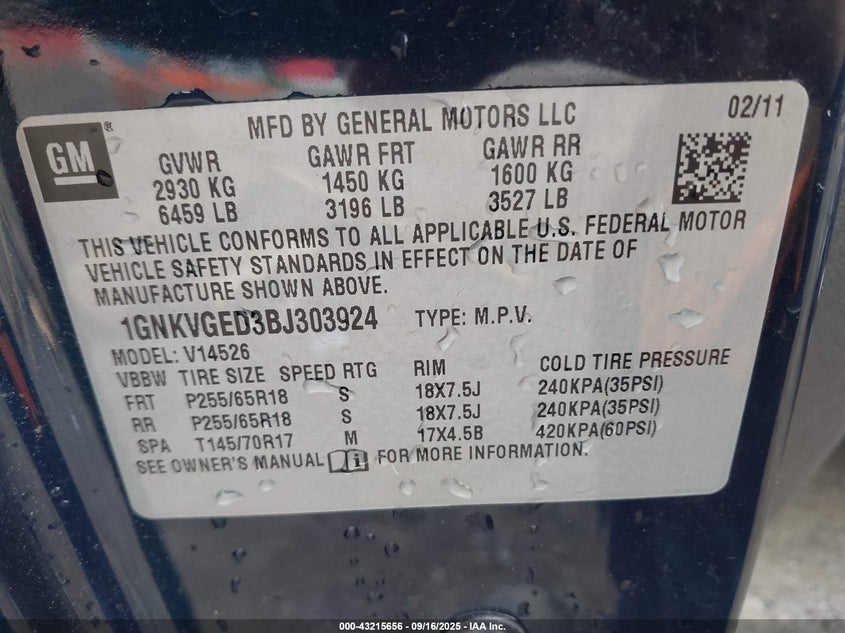 02/11
MFD BY GENERAL MOTORS LLC
GM®
GVWR GAWR FRT GAWR RR
2930 KG 1450 KG 1600 KG
6459 LB 3196 LB 3527 LB
THIS VEHICLE CONFORMS TO ALL APPLICABLE U.S. FEDERAL MOTOR
VEHICLE SAFETY STANDARDS IN EFFECT ON THE DATE OF
MANUFACTURE SHOWN ABOVE.
1GNKVGED3BJ303924 TYPE: M.P.V.
MODEL: V14526
VBBW TIRE SIZE SPEED RTG RIM COLD TIRE PRESSURE
FRT P255/65R18 S 18X7.5J 240KPA(35PSI)
RR P255/65R18 S 18X7.5J 240KPA(35PSI)
SPA T145/70R17 M 17X4.5B 420KPA(60PSI)
SEE OWNER'S MANUAL i FOR MORE INFORMATION.
000-43215656 - 09/16/2025 - IAA Inc.